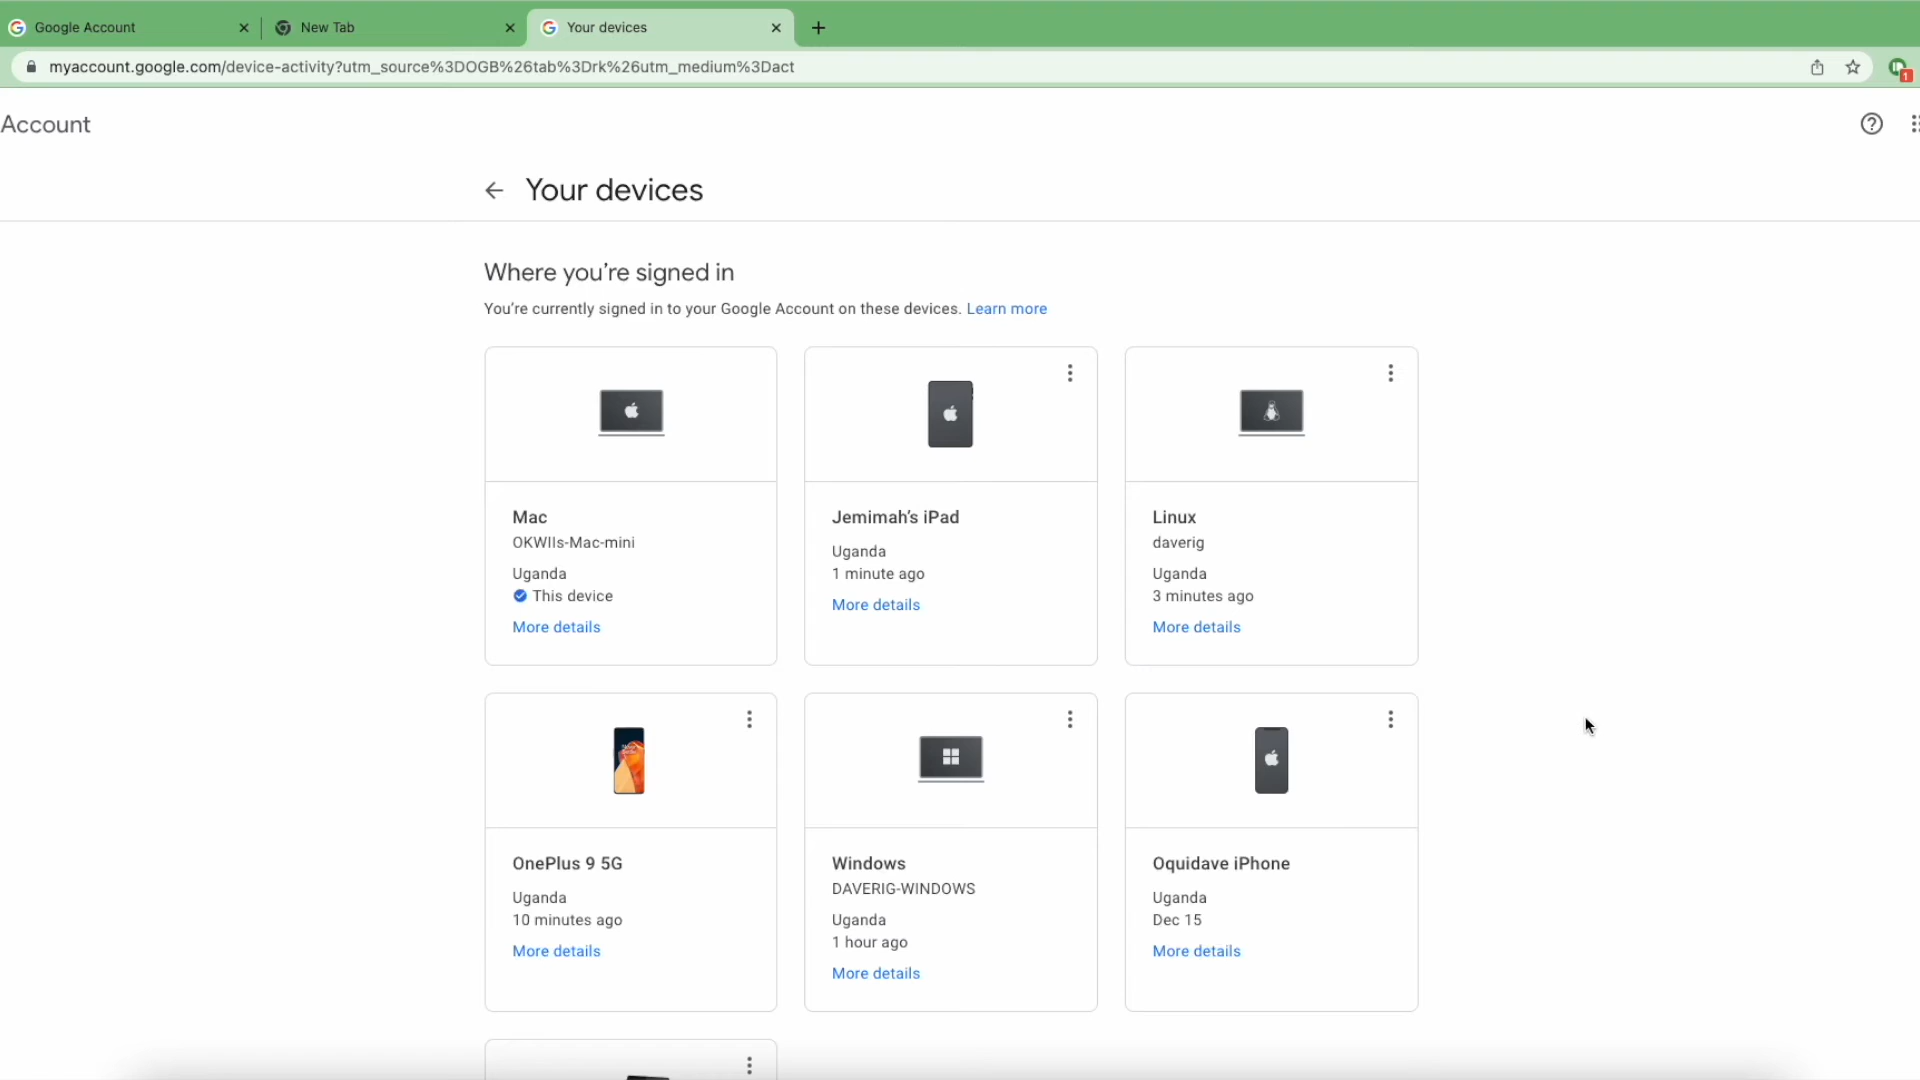 Google Account
New Tab
Your devices
myaccount.google.com/device-activity?utm_source%3DOGB%26tab%3Drk%26utm_medium%3Dact
1
Account
Your devices
Where you’re signed in
You’re currently signed in to your Google Account on these devices. Learn more
Mac
OKWIIs-Mac-mini
Uganda
This device
More details
Jemimah’s iPad
Uganda
1 minute ago
More details
Linux
daverig
Uganda
3 minutes ago
More details
OnePlus 9 5G
Uganda
10 minutes ago
More details
Windows
DAVERIG-WINDOWS
Uganda
1 hour ago
More details
Oquidave iPhone
Uganda
Dec 15
More details